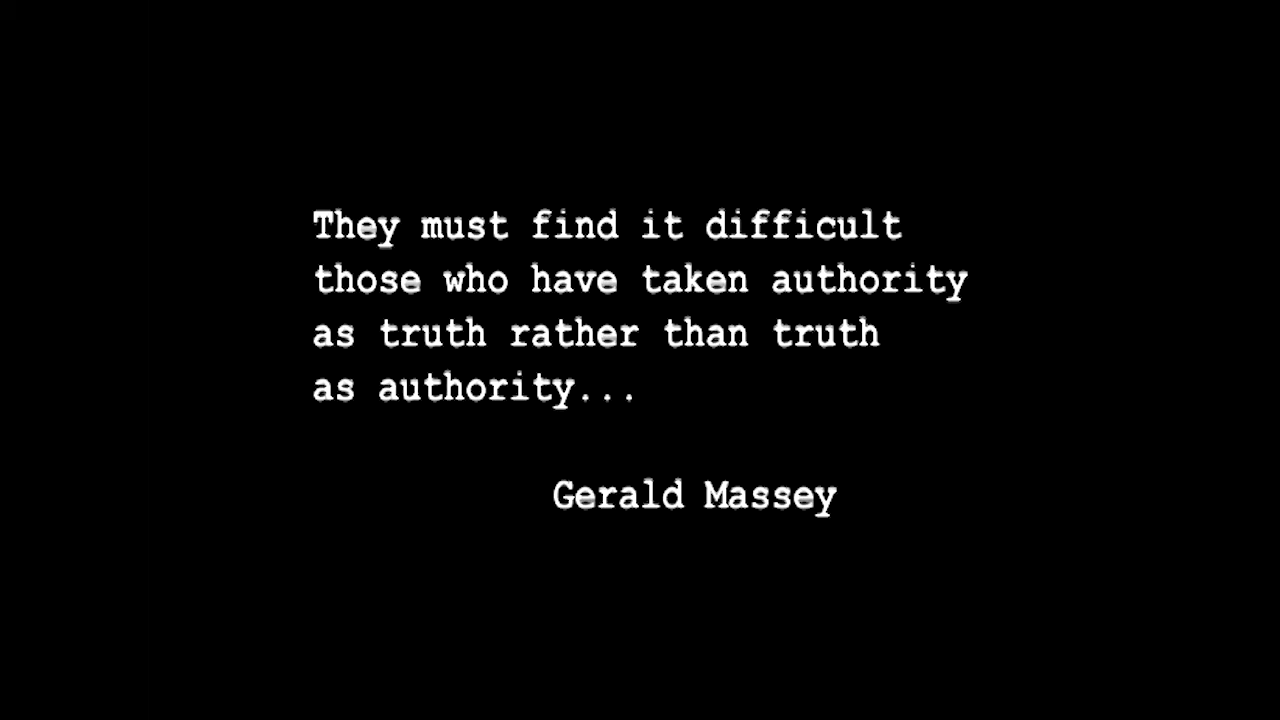 They must find it difficult
those who have taken authority
as truth rather than truth
as authority...
Gerald Massey